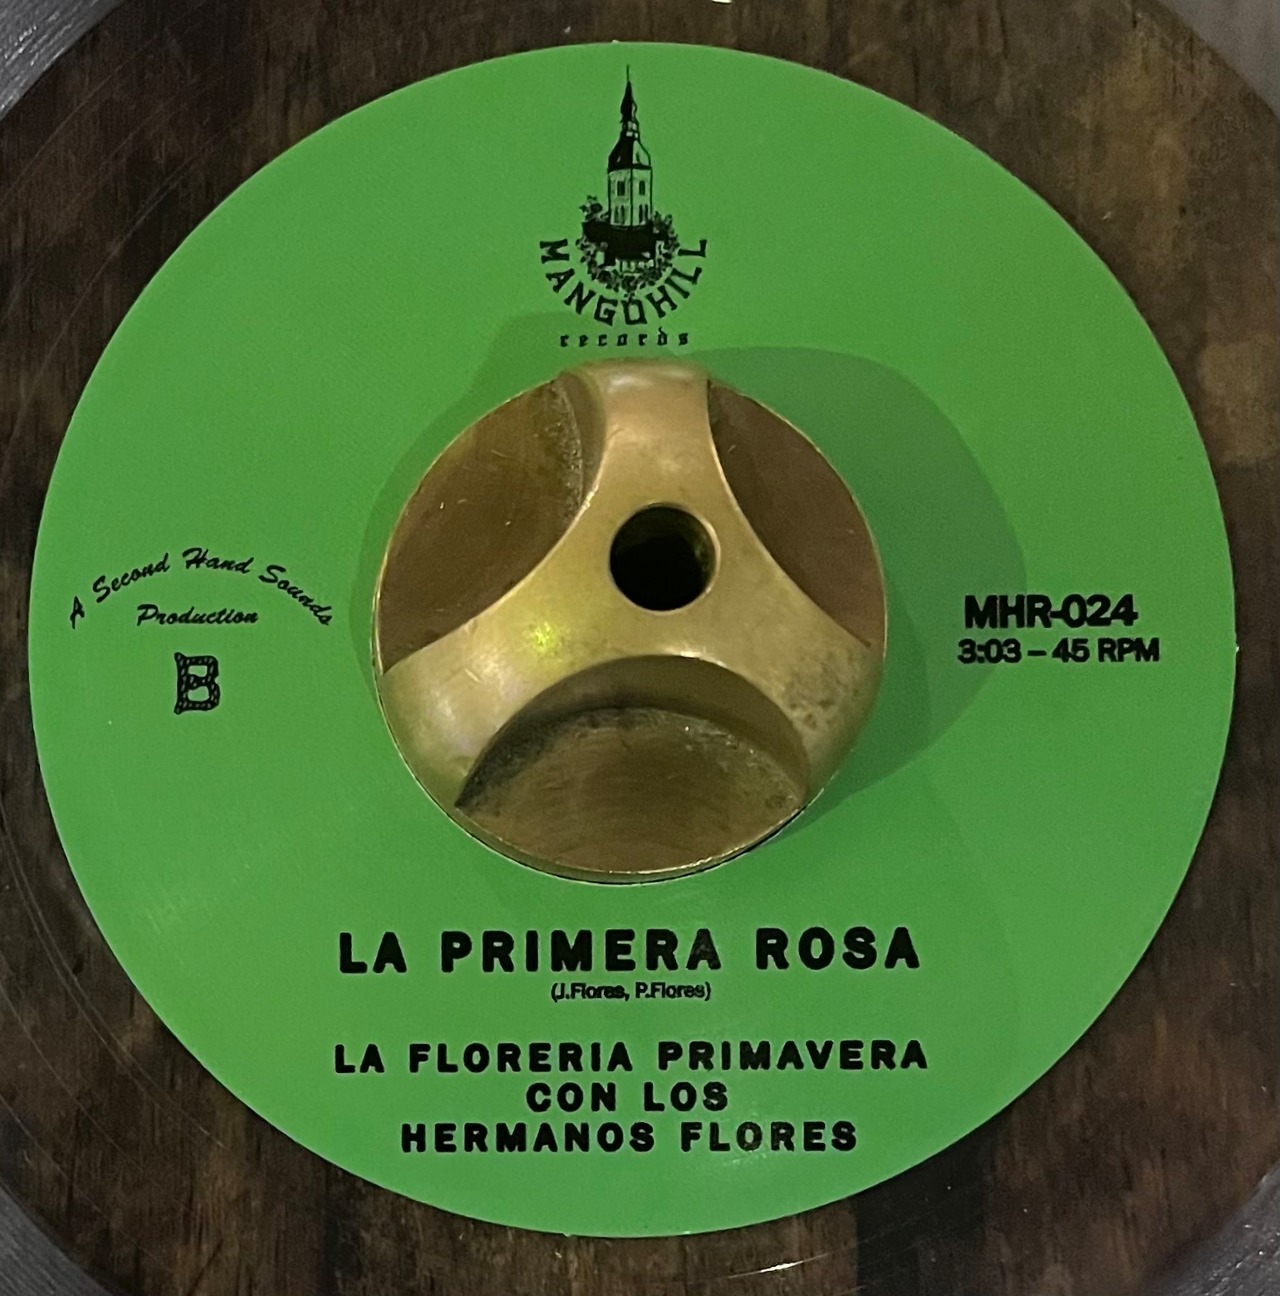 MANGOHILL
records
A Second Hand Sounds
Production
B
MHR-024
3:03 – 45 RPM
LA PRIMERA ROSA
(J.Flores, P.Flores)
LA FLORERIA PRIMAVERA
CON LOS
HERMANOS FLORES